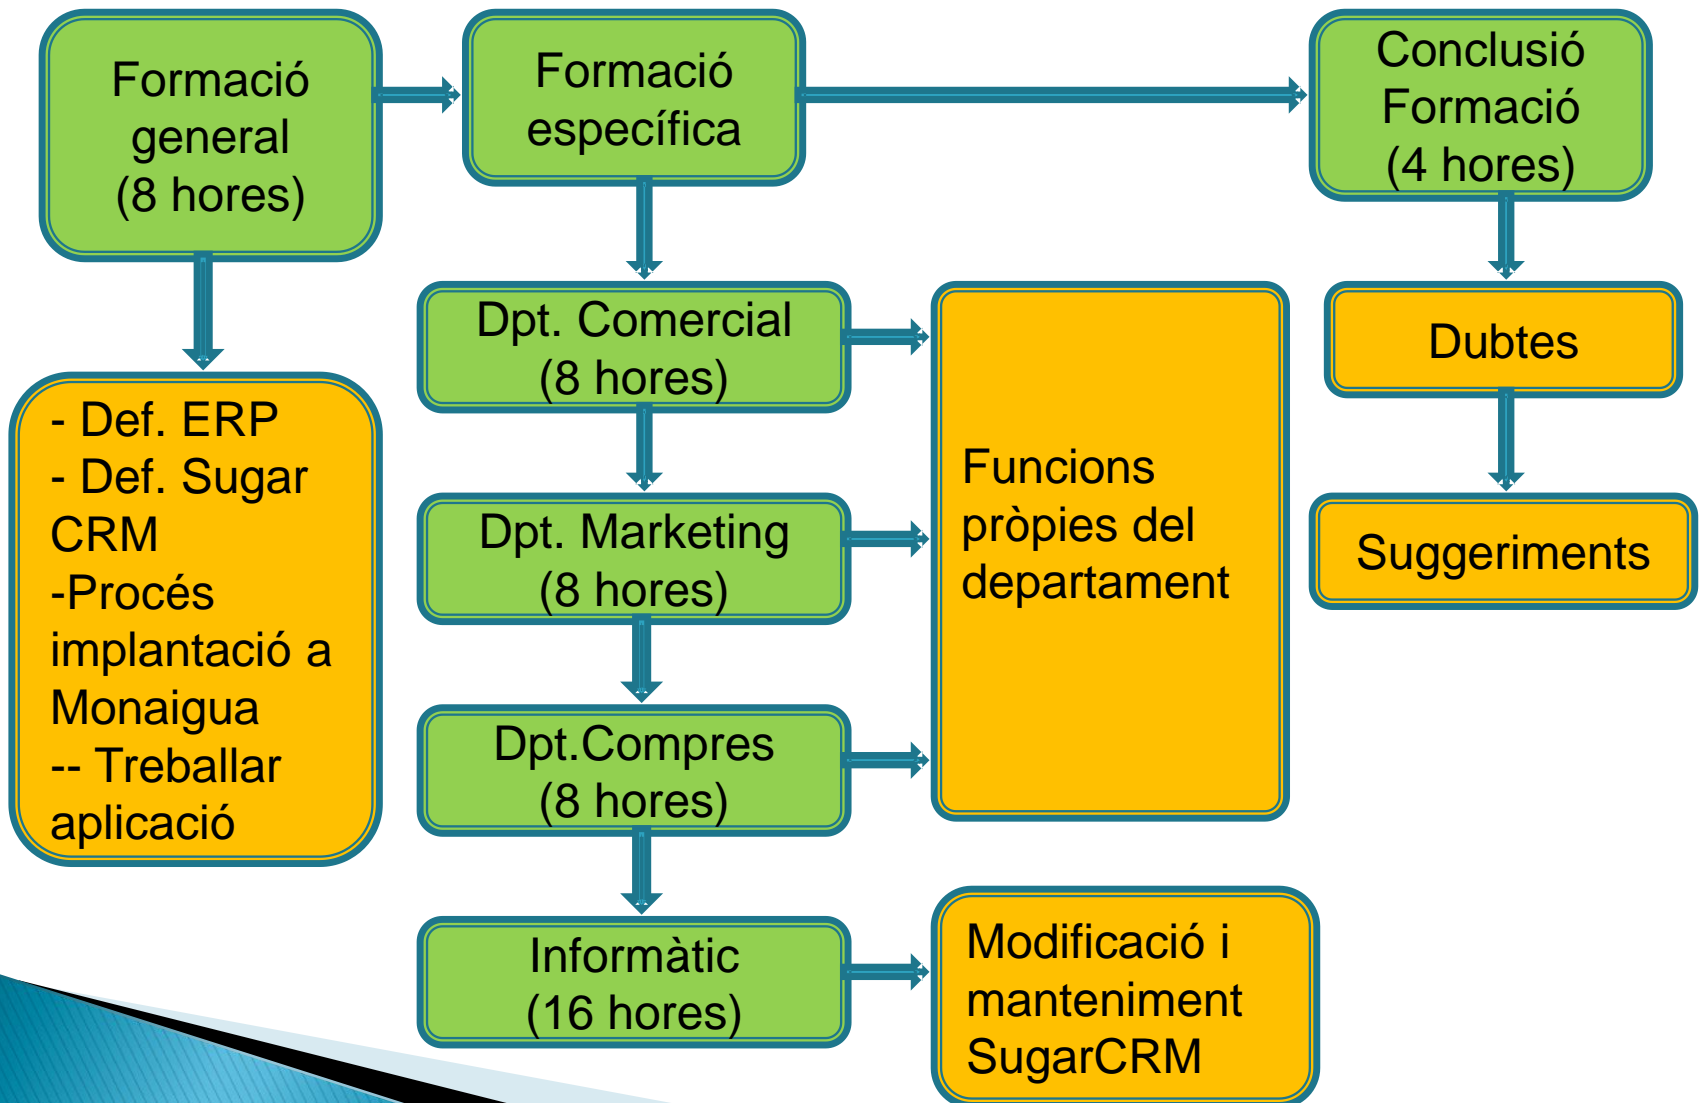 Formació
general
(8 hores)
- Def. ERP
- Def. Sugar
CRM
-Procés
implantació a
Monaigua
-- Treballar
aplicació
Formació
específica
Dpt. Comercial
(8 hores)
Dpt. Marketing
(8 hores)
Dpt.Compres
(8 hores)
Informàtic
(16 hores)
Funcions
pròpies del
departament
Modificació i
manteniment
SugarCRM
Conclusió
Formació
(4 hores)
Dubtes
Suggeriments